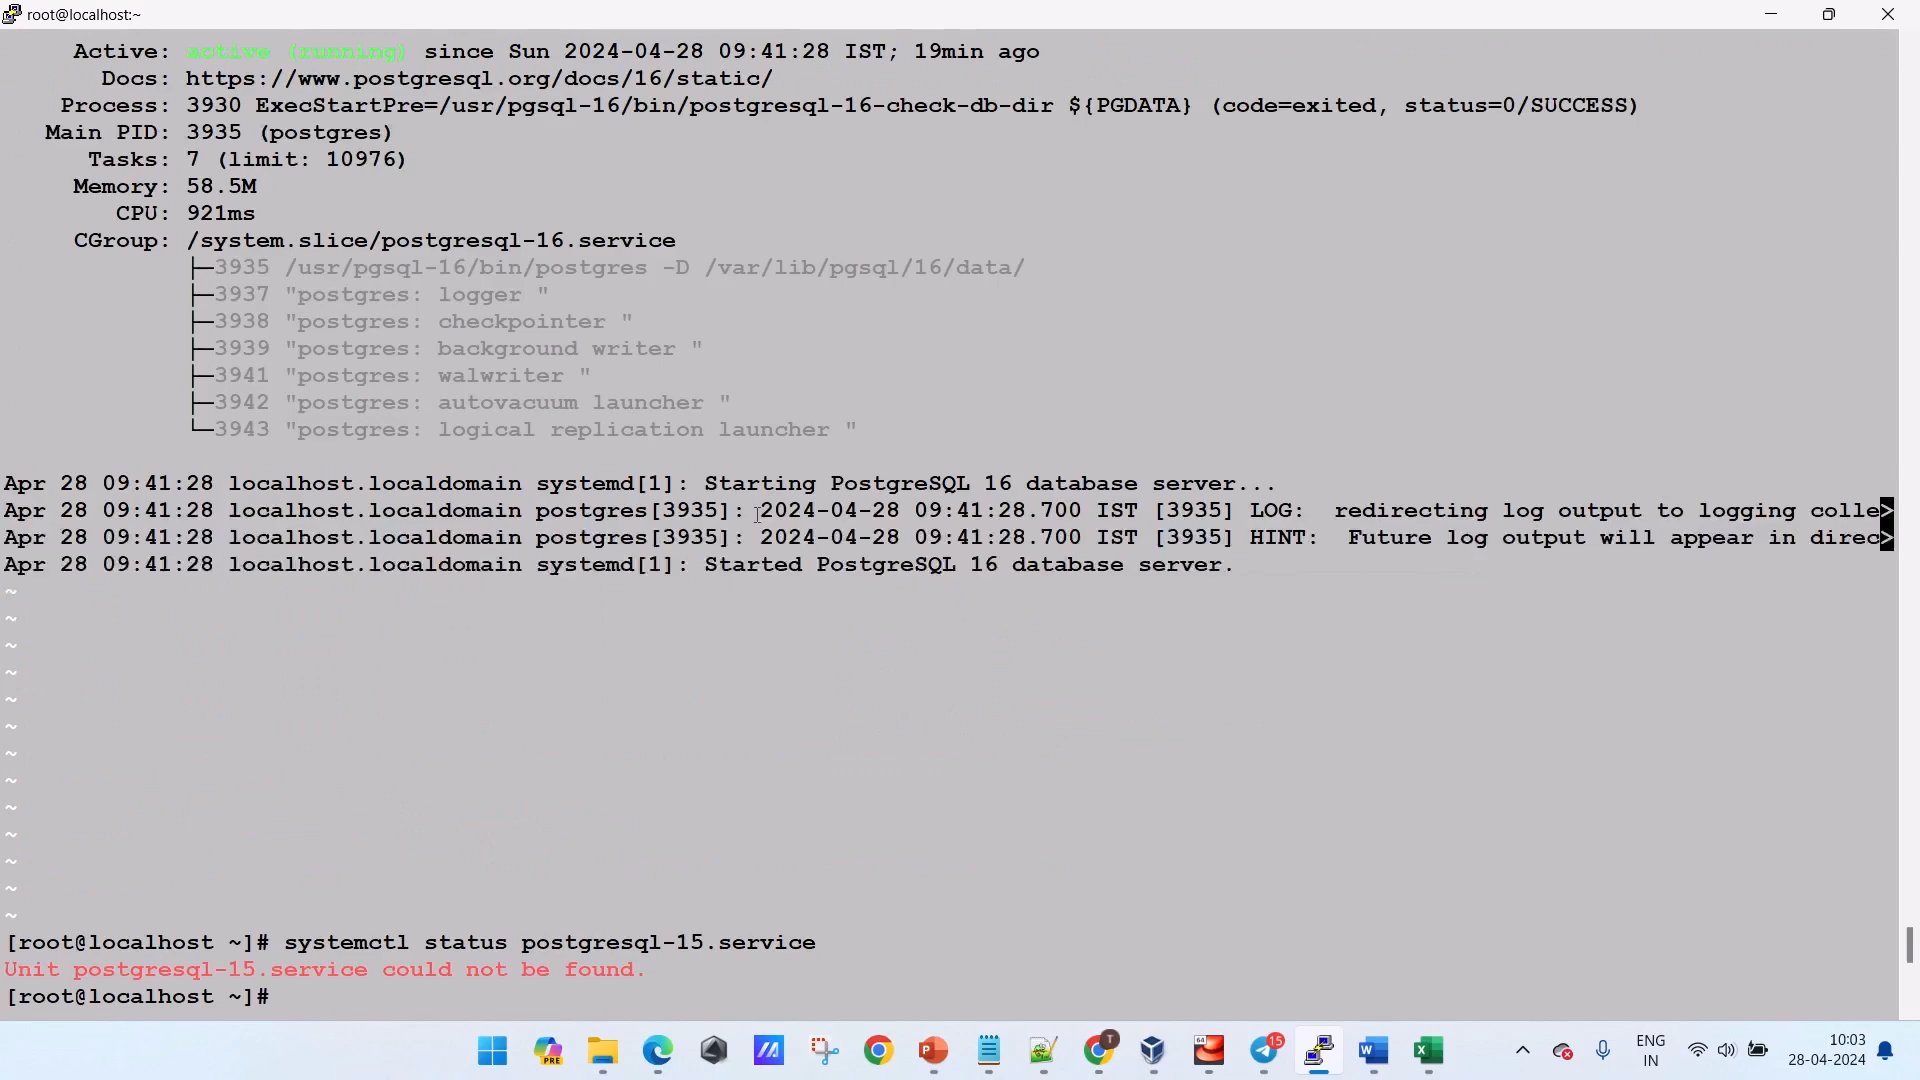 root@localhost:~
Active: active (running) since Sun 2024-04-28 09:41:28 IST; 19min ago
Docs: https://www.postgresql.org/docs/16/static/
Process: 3930 ExecStartPre=/usr/pgsql-16/bin/postgresql-16-check-db-dir ${PGDATA} (code=exited, status=0/SUCCESS)
Main PID: 3935 (postgres)
Tasks: 7 (limit: 10976)
Memory: 58.5M
CPU: 921ms
CGroup: /system.slice/postgresql-16.service
├─3935 /usr/pgsql-16/bin/postgres -D /var/lib/pgsql/16/data/
├─3937 "postgres: logger "
├─3938 "postgres: checkpointer "
├─3939 "postgres: background writer "
├─3941 "postgres: walwriter "
├─3942 "postgres: autovacuum launcher "
└─3943 "postgres: logical replication launcher "
Apr 28 09:41:28 localhost.localdomain systemd[1]: Starting PostgreSQL 16 database server...
Apr 28 09:41:28 localhost.localdomain postgres[3935]: 2024-04-28 09:41:28.700 IST [3935] LOG:  redirecting log output to logging colle>
Apr 28 09:41:28 localhost.localdomain postgres[3935]: 2024-04-28 09:41:28.700 IST [3935] HINT:  Future log output will appear in direc>
Apr 28 09:41:28 localhost.localdomain systemd[1]: Started PostgreSQL 16 database server.
~
~
~
~
~
~
~
~
~
~
~
~
~
[root@localhost ~]# systemctl status postgresql-15.service
Unit postgresql-15.service could not be found.
[root@localhost ~]#
PRE
P
64
T
15
W
X
ENG
IN
10:03
28-04-2024